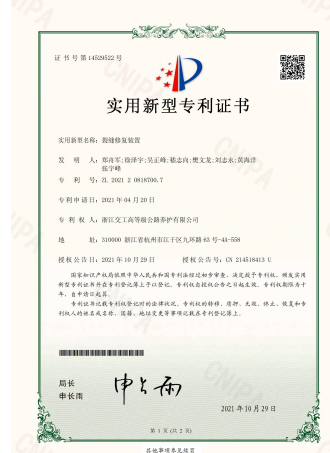 证书号第14529522号
实用新型专利证书
实用新型名称：裂缝修复装置
发 明 人：郑舟军;徐泽宇;吴正峰;骆志向;樊文龙;刘志永;黄海洋
张宇峰
专 利 号：ZL 2021 2 0818700.7
专利申请日：2021年04月20日
专 利 权 人：浙江交工高等级公路养护有限公司
地 址：310000 浙江省杭州市江干区九环路63号-4A-558
授权公告日：2021年10月29日 授权公告号：CN 214518413 U
国家知识产权局依照中华人民共和国专利法经过初步审查，决定授予专利权，颁发实用
新型专利证书并在专利登记簿上予以登记。专利权自授权公告之日起生效。专利权期限为十
年，自申请日起算。
专利证书记载专利权登记时的法律状况。专利权的转移、质押、无效、终止、恢复和专
利权人的姓名或名称、国籍、地址变更等事项记载在专利登记簿上。
局长
申长雨
申长雨
2021年10月29日
第 1 页 (共 2 页)
其他事项参见续页
CNIPA